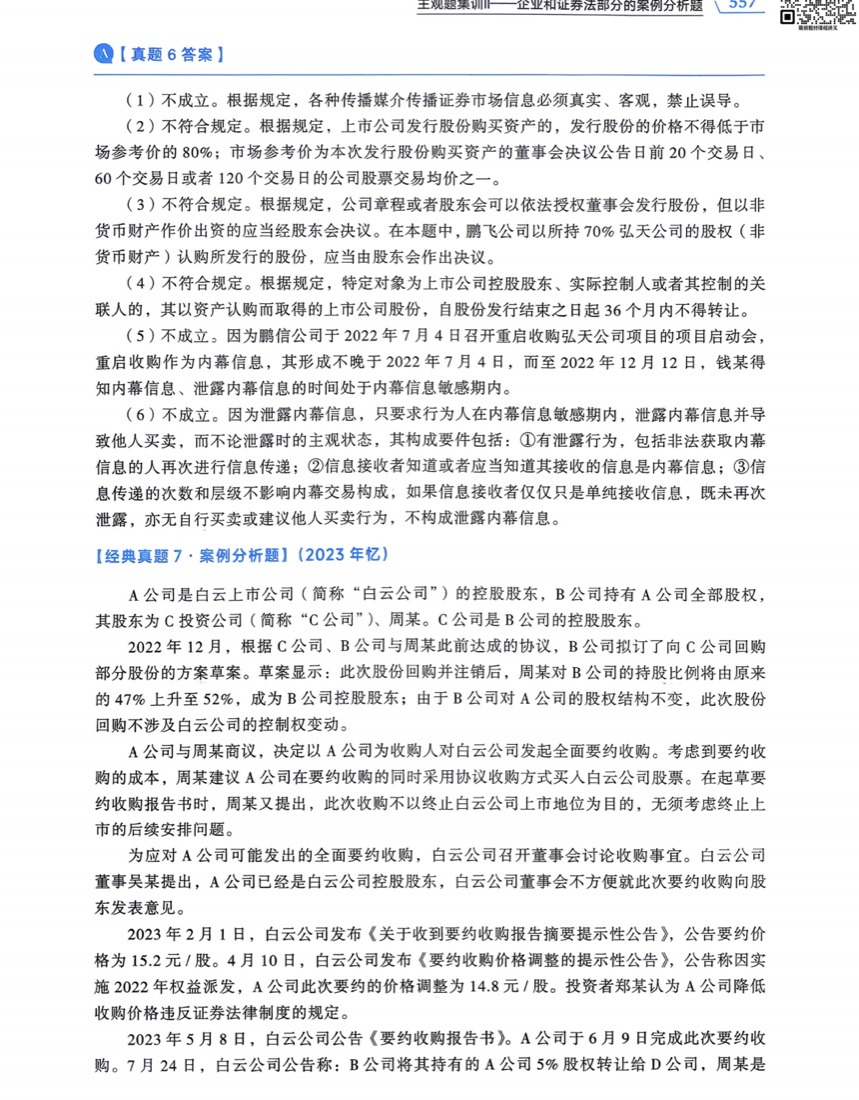 主观题集训II——企业和证券法部分的案例分析题 557
【真题 6 答案】
（1）不成立。根据规定，各种传播媒介传播证券市场信息必须真实、客观，禁止误导。
（2）不符合规定。根据规定，上市公司发行股份购买资产的，发行股份的价格不得低于市
场参考价的 80%；市场参考价为本次发行股份购买资产的董事会决议公告日前 20 个交易日、
60 个交易日或者 120 个交易日的公司股票交易均价之一。
（3）不符合规定。根据规定，公司章程或者股东会可以依法授权董事会发行股份，但以非
货币财产作价出资的应当经股东会决议。在本题中，鹏飞公司以所持 70% 弘天公司的股权（非
货币财产）认购所发行的股份，应当由股东会作出决议。
（4）不符合规定。根据规定，特定对象为上市公司控股股东、实际控制人或者其控制的关
联人的，其以资产认购而取得的上市公司股份，自股份发行结束之日起 36 个月内不得转让。
（5）不成立。因为鹏信公司于 2022 年 7 月 4 日召开重启收购弘天公司项目的项目启动会，
重启收购作为内幕信息，其形成不晚于 2022 年 7 月 4 日，而至 2022 年 12 月 12 日，钱某得
知内幕信息、泄露内幕信息的时间处于内幕信息敏感期内。
（6）不成立。因为泄露内幕信息，只要求行为人在内幕信息敏感期内，泄露内幕信息并导
致他人买卖，而不论泄露时的主观状态，其构成要件包括：①有泄露行为，包括非法获取内幕
信息的人再次进行信息传递；②信息接收者知道或者应当知道其接收的信息是内幕信息；③信
息传递的次数和层级不影响内幕交易构成，如果信息接收者仅仅只是单纯接收信息，既未再次
泄露，亦无自行买卖或建议他人买卖行为，不构成泄露内幕信息。
【经典真题 7 · 案例分析题】（2023 年忆）
A 公司是白云上市公司（简称“白云公司”）的控股股东，B 公司持有 A 公司全部股权，
其股东为 C 投资公司（简称“C 公司”）、周某。C 公司是 B 公司的控股股东。
2022 年 12 月，根据 C 公司、B 公司与周某此前达成的协议，B 公司拟订了向 C 公司回购
部分股份的方案草案。草案显示：此次股份回购并注销后，周某对 B 公司的持股比例将由原来
的 47% 上升至 52%，成为 B 公司控股股东；由于 B 公司对 A 公司的股权结构不变，此次股份
回购不涉及白云公司的控制权变动。
A 公司与周某商议，决定以 A 公司为收购人对白云公司发起全面要约收购。考虑到要约收
购的成本，周某建议 A 公司在要约收购的同时采用协议收购方式买入白云公司股票。在起草要
约收购报告书时，周某又提出，此次收购不以终止白云公司上市地位为目的，无须考虑终止上
市的后续安排问题。
为应对 A 公司可能发出的全面要约收购，白云公司召开董事会讨论收购事宜。白云公司
董事吴某提出，A 公司已经是白云公司控股股东，白云公司董事会不方便就此次要约收购向股
东发表意见。
2023 年 2 月 1 日，白云公司发布《关于收到要约收购报告摘要提示性公告》，公告要约价
格为 15.2 元 / 股。4 月 10 日，白云公司发布《要约收购价格调整的提示性公告》，公告称因实
施 2022 年权益派发，A 公司此次要约的价格调整为 14.8 元 / 股。投资者郑某认为 A 公司降低
收购价格违反证券法律制度的规定。
2023 年 5 月 8 日，白云公司公告《要约收购报告书》。A 公司于 6 月 9 日完成此次要约收
购。7 月 24 日，白云公司公告称：B 公司将其持有的 A 公司 5% 股权转让给 D 公司，周某是